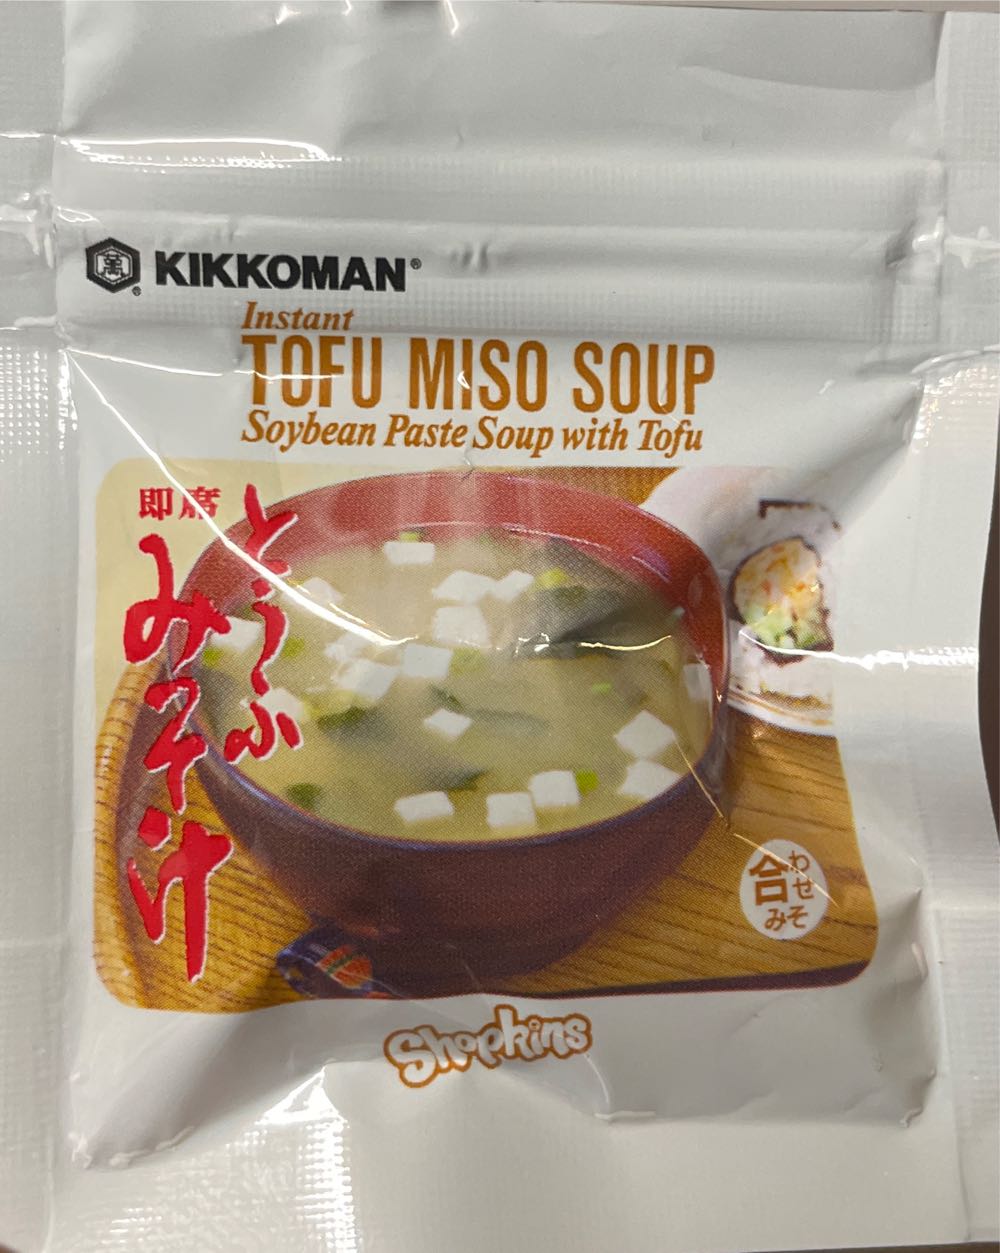 KIKKOMAN®
Instant
TOFU MISO SOUP
Soybean Paste Soup with Tofu
即席
とうふ
みそ汁
合わせ
みそ
Shopkins